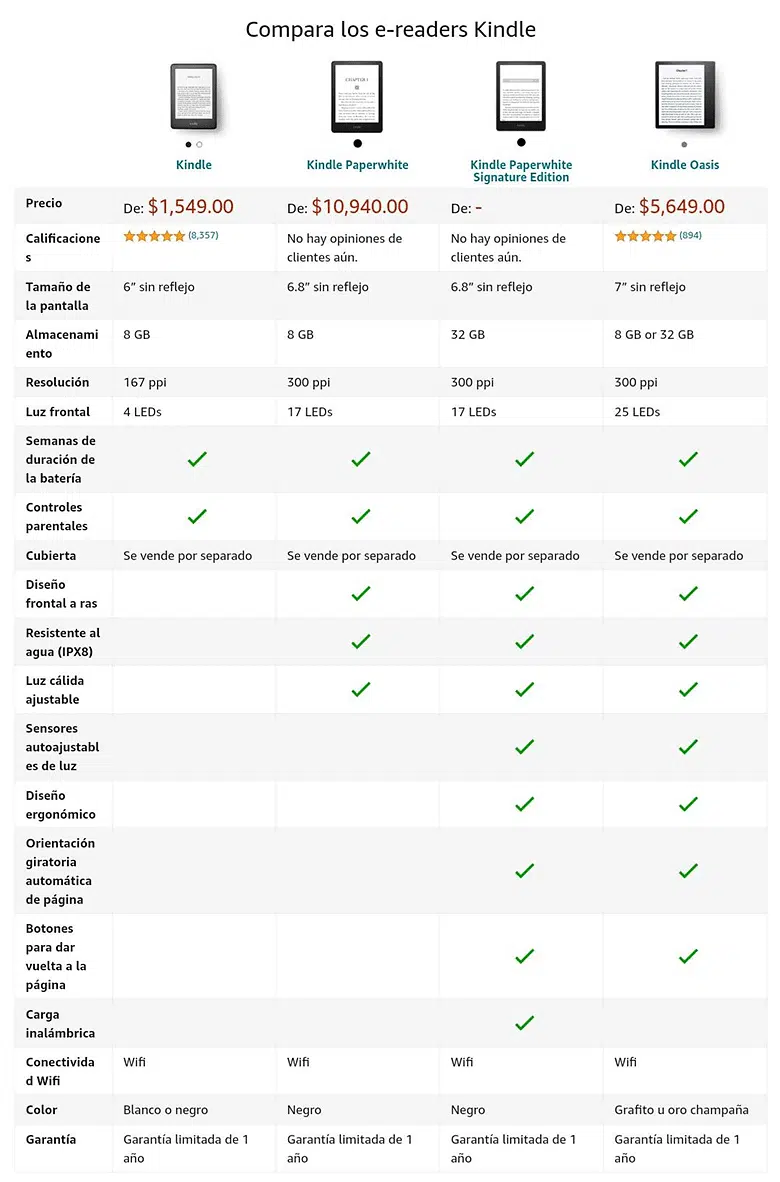 Compara los e-readers Kindle
Kindle
Kindle Paperwhite
Kindle Paperwhite
Signature Edition
Kindle Oasis
Precio
De: $1,549.00
De: $10,940.00
De: -
De: $5,649.00
Calificacione
s
(8,357)
No hay opiniones de
clientes aún.
No hay opiniones de
clientes aún.
(894)
Tamaño de
la pantalla
6” sin reflejo
6.8” sin reflejo
6.8” sin reflejo
7” sin reflejo
Almacenami
ento
8 GB
8 GB
32 GB
8 GB or 32 GB
Resolución
167 ppi
300 ppi
300 ppi
300 ppi
Luz frontal
4 LEDs
17 LEDs
17 LEDs
25 LEDs
Semanas de
duración de
la batería
Controles
parentales
Cubierta
Se vende por separado
Se vende por separado
Se vende por separado
Se vende por separado
Diseño
frontal a ras
Resistente al
agua (IPX8)
Luz cálida
ajustable
Sensores
autoajustabl
es de luz
Diseño
ergonómico
Orientación
giratoria
automática
de página
Botones
para dar
vuelta a la
página
Carga
inalámbrica
Conectivida
d Wifi
Wifi
Wifi
Wifi
Wifi
Color
Blanco o negro
Negro
Negro
Grafito u oro champaña
Garantía
Garantía limitada de 1
año
Garantía limitada de 1
año
Garantía limitada de 1
año
Garantía limitada de 1
año